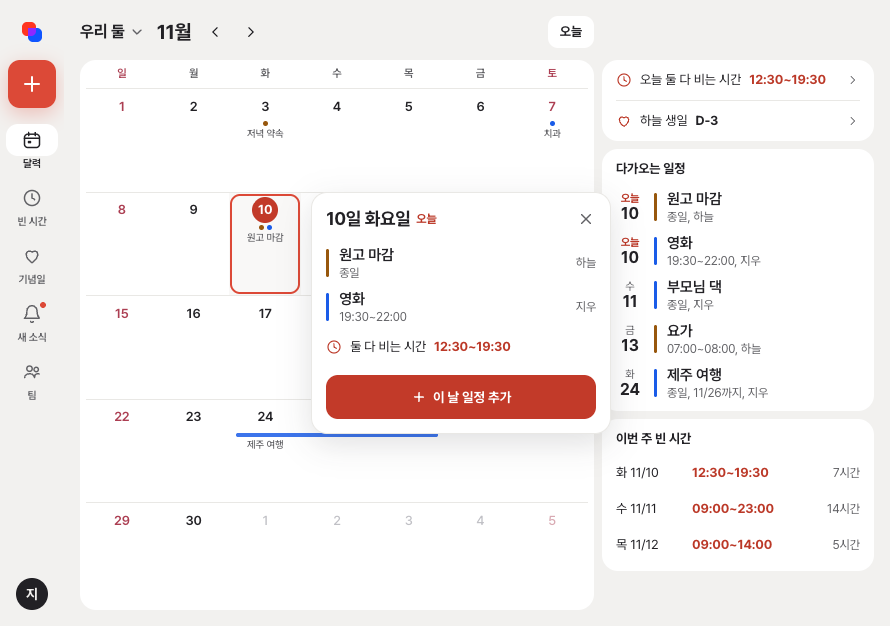 우리 둘
11월
오늘
달력
빈 시간
기념일
새 소식
팀
지
일 월 화 수 목 금 토
1 2 3 4 5 6 7
저녁 약속
치과
8 9 10
원고 마감
15 16 17
22 23 24
제주 여행
29 30 1 2 3 4 5
10일 화요일 오늘
원고 마감
종일
하늘
영화
19:30~22:00
지우
둘 다 비는 시간 12:30~19:30
+ 이 날 일정 추가
오늘 둘 다 비는 시간 12:30~19:30
하늘 생일 D-3
다가오는 일정
오늘
10
원고 마감
종일, 하늘
오늘
10
영화
19:30~22:00, 지우
수
11
부모님 댁
종일, 지우
금
13
요가
07:00~08:00, 하늘
화
24
제주 여행
종일, 11/26까지, 지우
이번 주 빈 시간
화 11/10 12:30~19:30 7시간
수 11/11 09:00~23:00 14시간
목 11/12 09:00~14:00 5시간